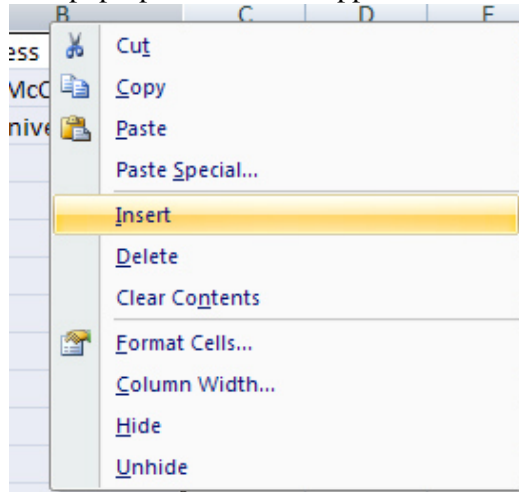 B C D
ess
Cut
McC
Copy
nive
Paste
Paste Special...
Insert
Delete
Clear Contents
Format Cells...
Column Width...
Hide
Unhide